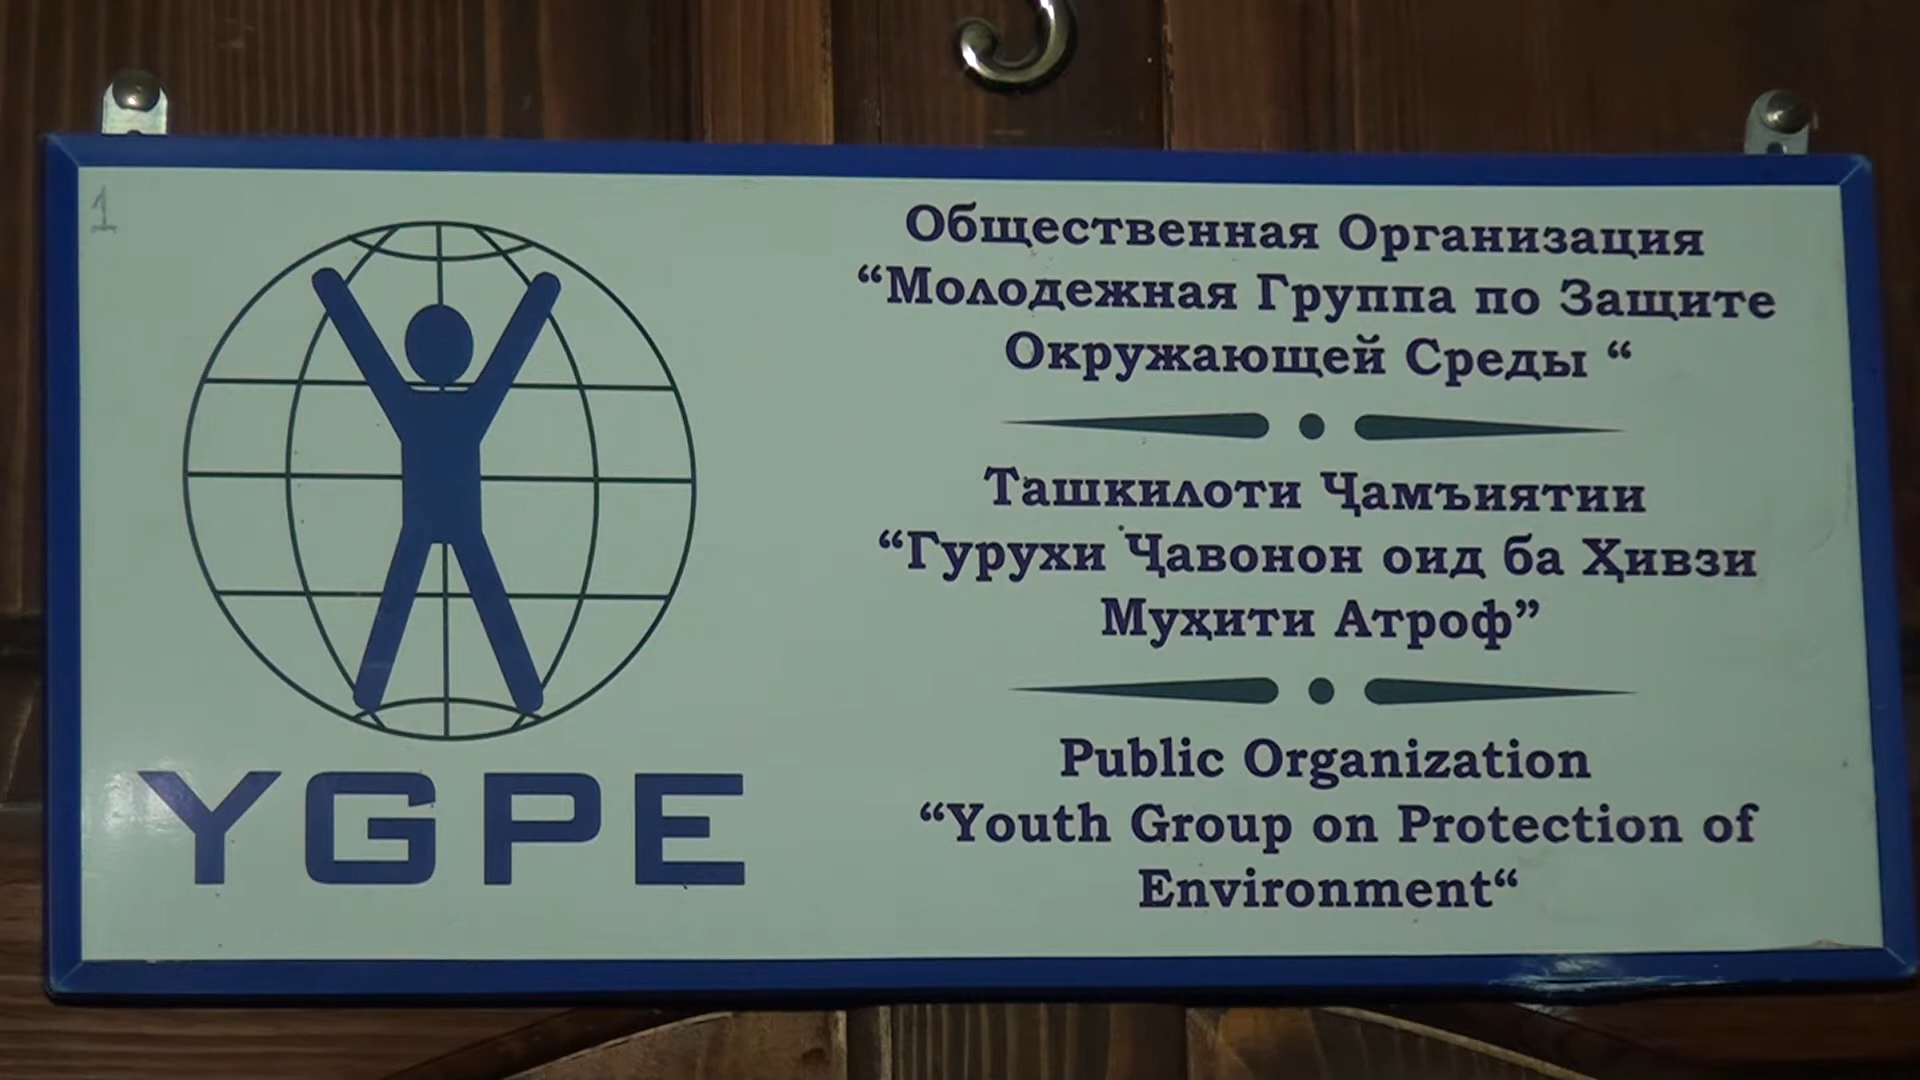 1
Общественная Организация
“Молодежная Группа по Защите
Окружающей Среды “
Ташкилоти Ҷамъиятии
“Гурухи Ҷавонон оид ба Ҳивзи
Муҳити Атроф”
Public Organization
“Youth Group on Protection of
Environment“
YGPE